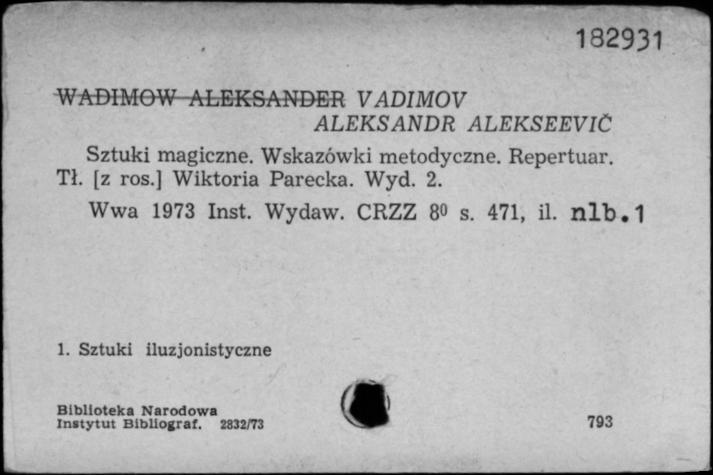 182931
WADIMOW ALEKSANDER VADIMOV
ALEKSANDR ALEKSEEVIČ
Sztuki magiczne. Wskazówki metodyczne. Repertuar.
Tł. [z ros.] Wiktoria Parecka. Wyd. 2.
Wwa 1973 Inst. Wydaw. CRZZ 8⁰ s. 471, il. nlb.1
1. Sztuki iluzjonistyczne
Biblioteka Narodowa
Instytut Bibliograf. 2832/73
793